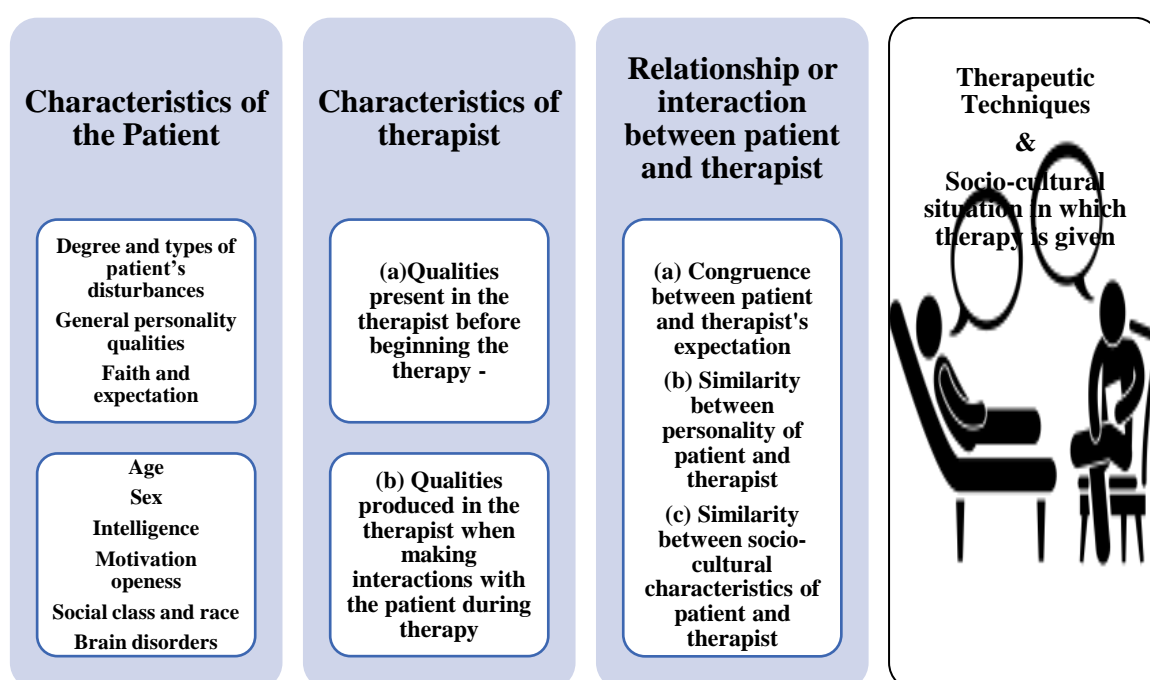 Characteristics of
the Patient
Degree and types of
patient's
disturbances
General personality
qualities
Faith and
expectation
Age
Sex
Intelligence
Motivation
openess
Social class and race
Brain disorders
Characteristics of
therapist
(a)Qualities
present in the
therapist before
beginning the
therapy -
(b) Qualities
produced in the
therapist when
making
interactions with
the patient during
therapy
Relationship or
interaction
between patient
and therapist
(a) Congruence
between patient
and therapist's
expectation
(b) Similarity
between
personality of
patient and
therapist
(c) Similarity
between socio-
cultural
characteristics of
patient and
therapist
Therapeutic
Techniques
&
Socio-cultural
situation in which
therapy is given